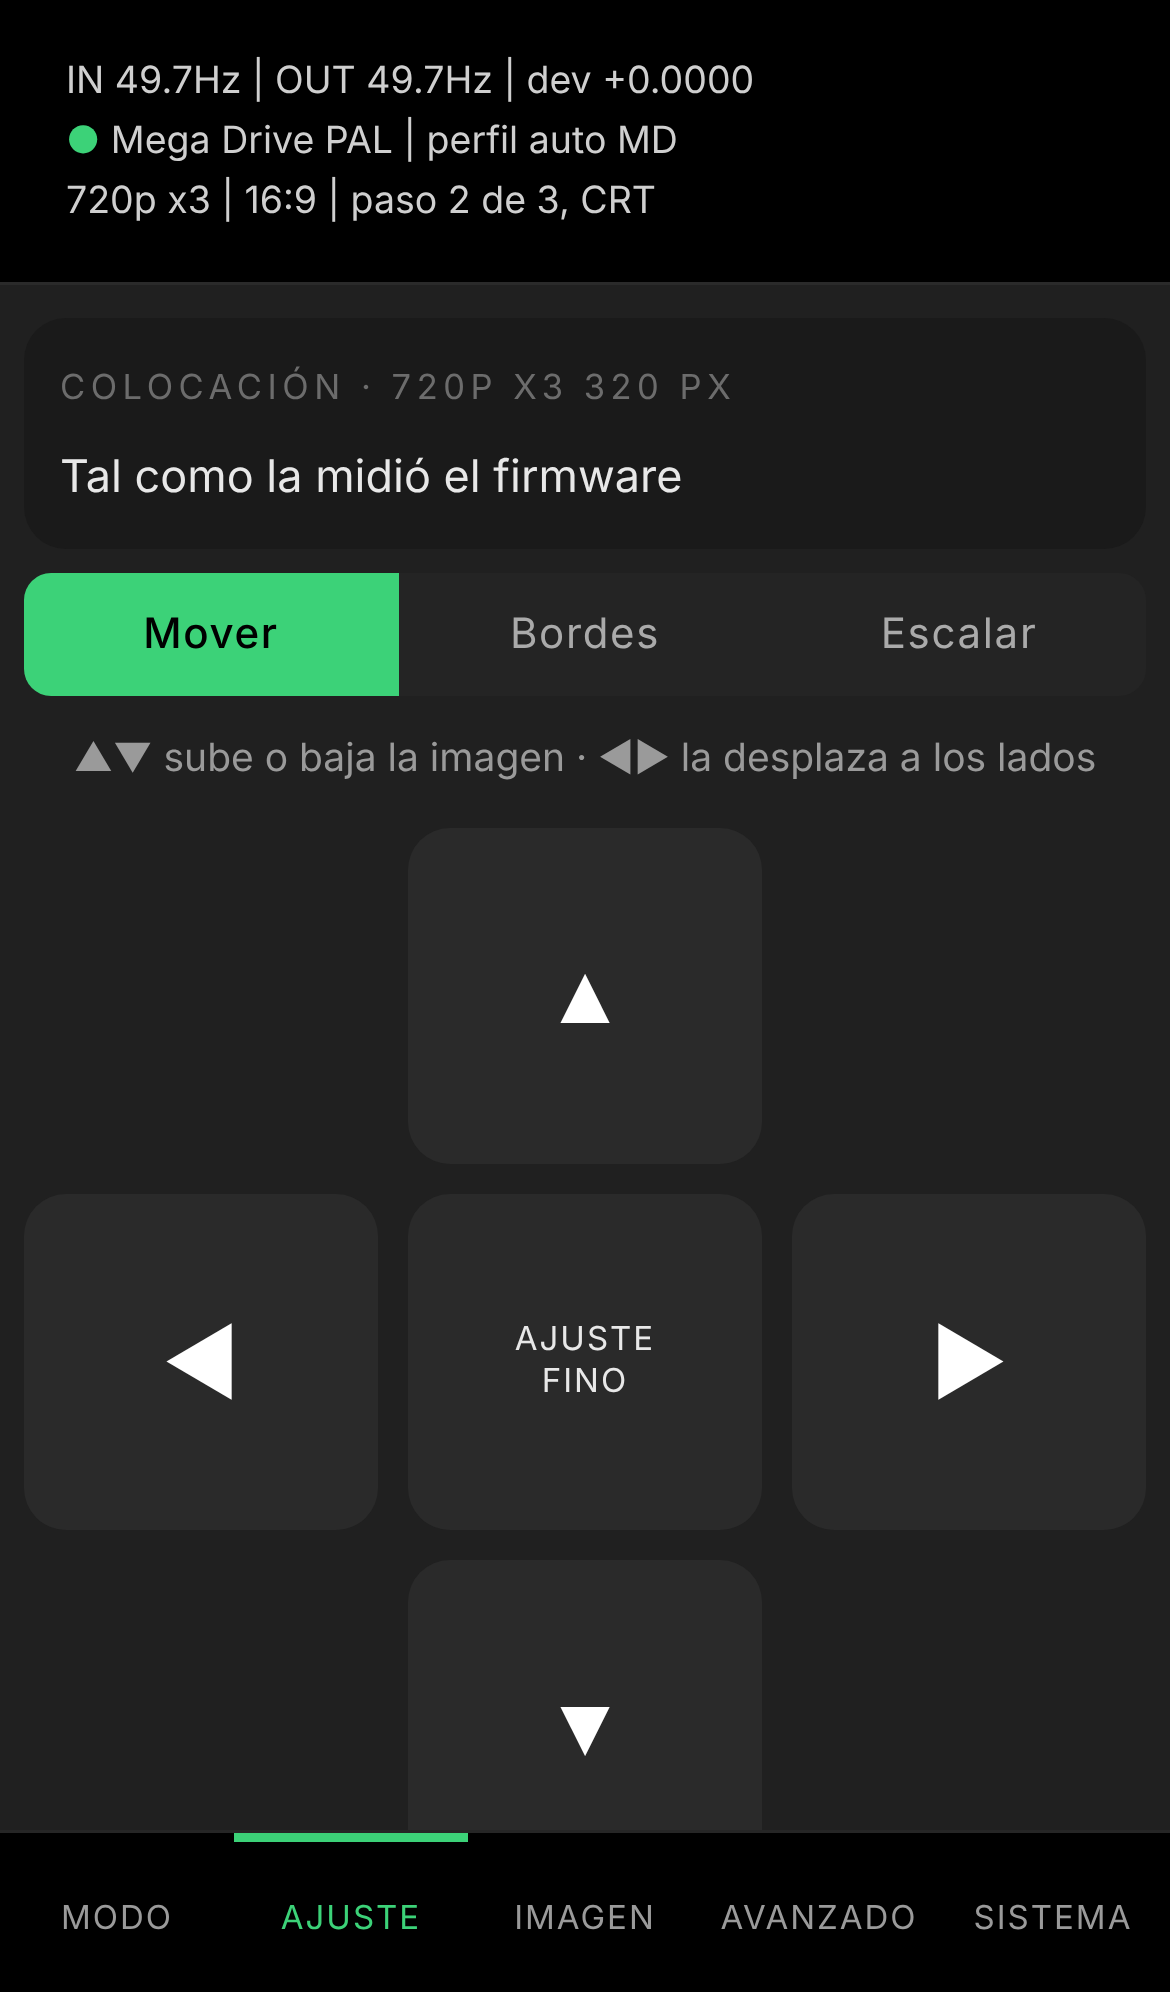 IN 49.7Hz | OUT 49.7Hz | dev +0.0000
Mega Drive PAL | perfil auto MD
720p x3 | 16:9 | paso 2 de 3, CRT
COLOCACIÓN · 720P X3 320 PX
Tal como la midió el firmware
Mover Bordes Escalar
▲▼ sube o baja la imagen · ◀▶ la desplaza a los lados
▲
◀ AJUSTE ▶
FINO
▼
MODO AJUSTE IMAGEN AVANZADO SISTEMA